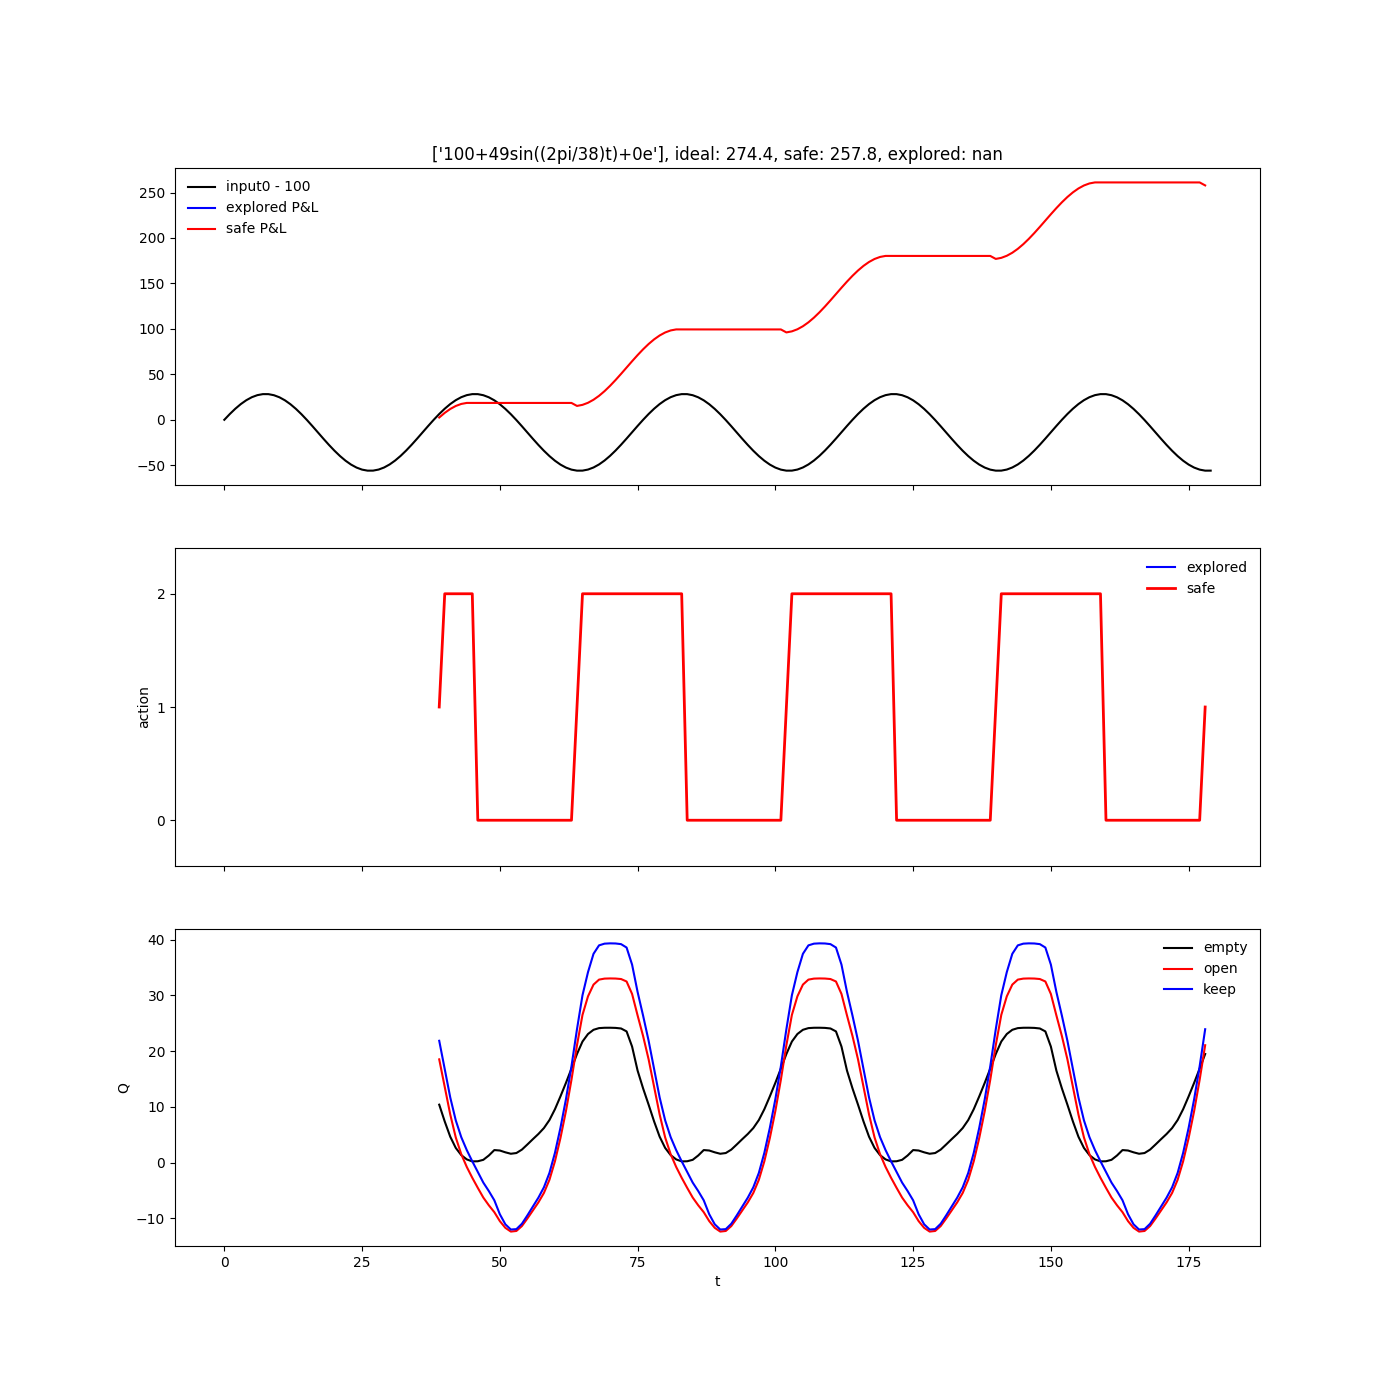 ['100+49sin((2pi/38)t)+0e'], ideal: 274.4, safe: 257.8, explored: nan
input0 - 100
explored P&L
safe P&L
250
200
150
100
50
0
−50
explored
safe
action
2
1
0
empty
open
keep
Q
40
30
20
10
0
−10
0 25 50 75 100 125 150 175
t